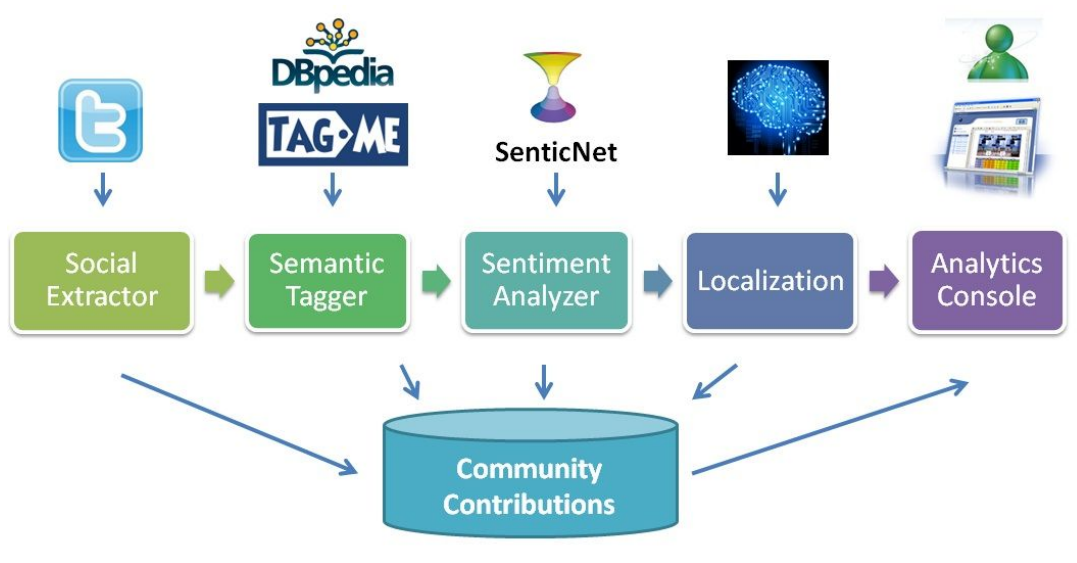 DBpedia
TAG·ME
SenticNet
Social
Extractor
Semantic
Tagger
Sentiment
Analyzer
Localization
Analytics
Console
Community
Contributions